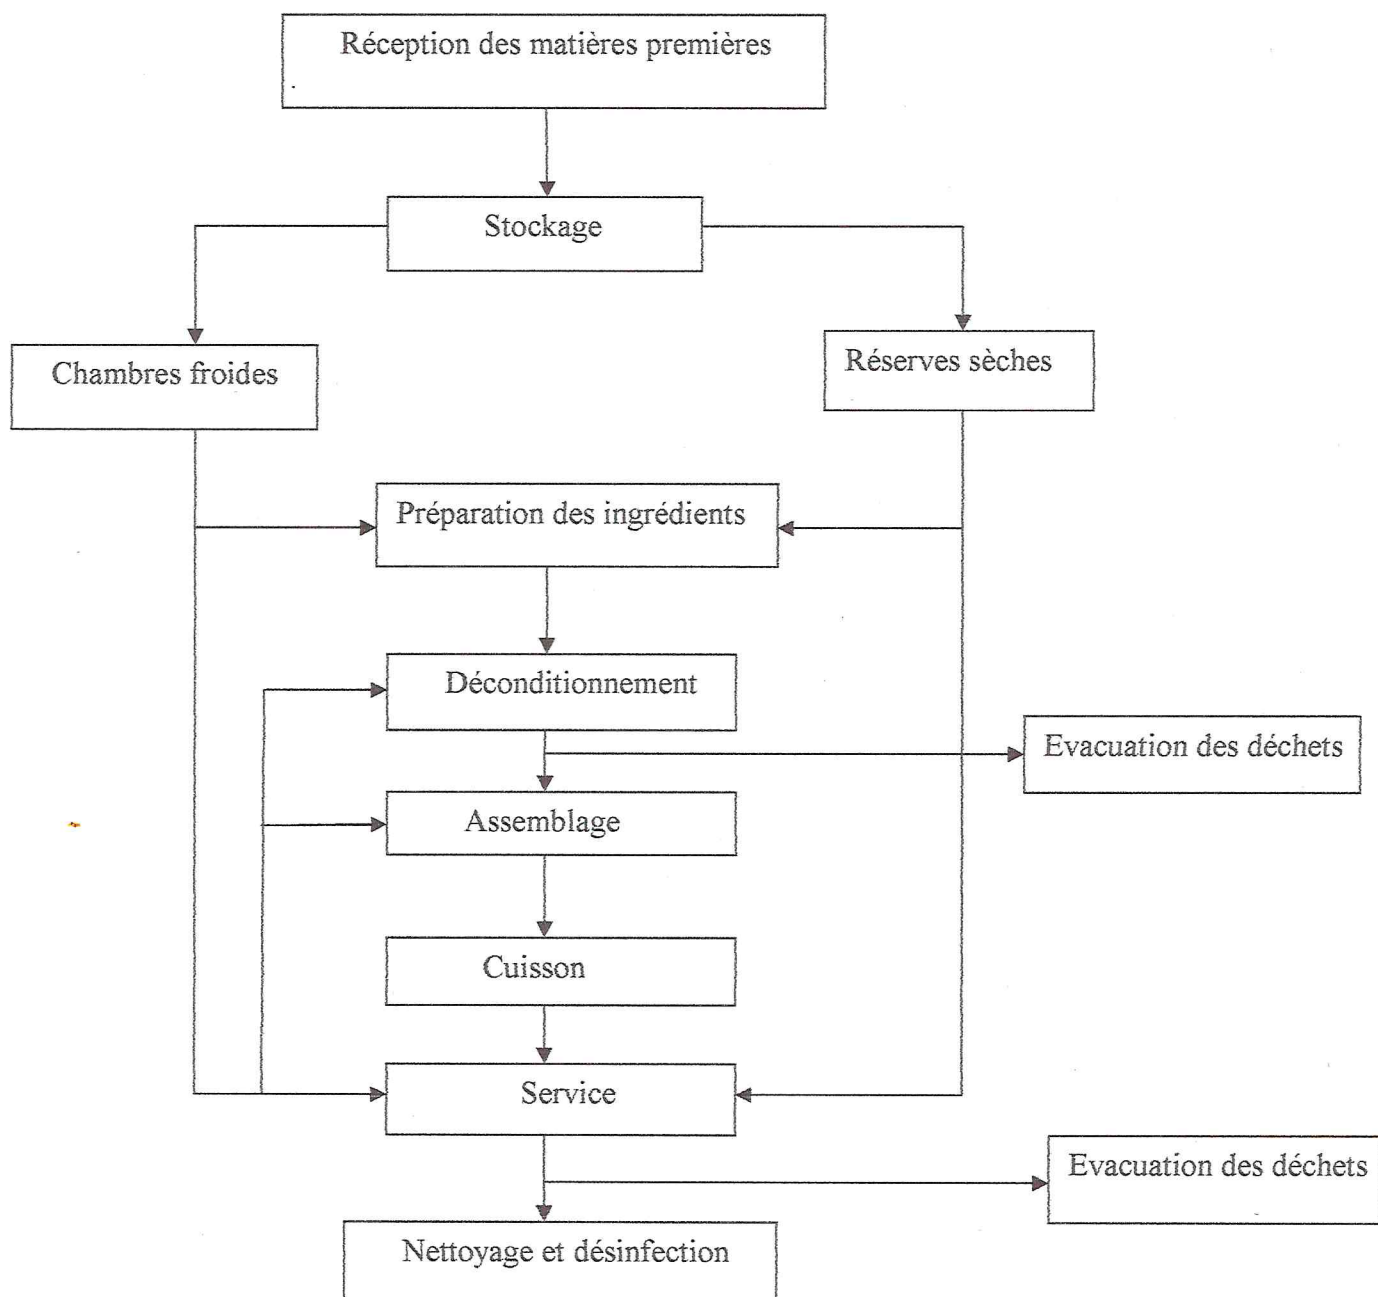 Réception des matières premières
Stockage
Chambres froides
Réserves sèches
Préparation des ingrédients
Déconditionnement
Evacuation des déchets
Assemblage
Cuisson
Service
Evacuation des déchets
Nettoyage et désinfection